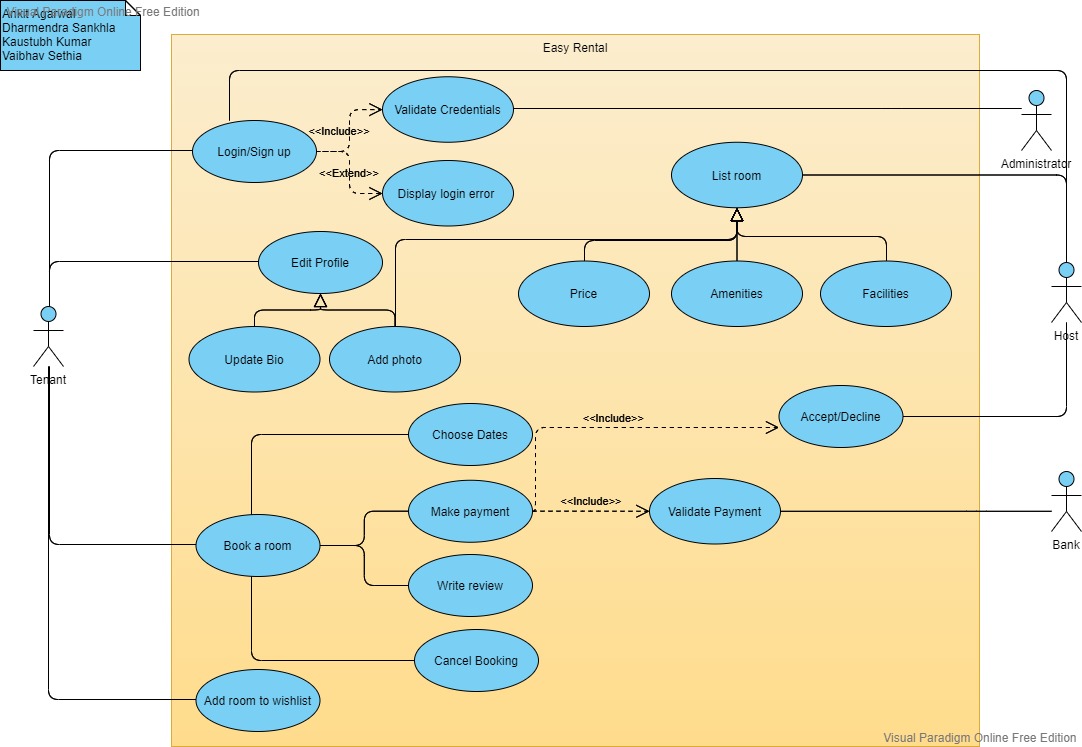 Visual Paradigm Online Free Edition
Ankit Agarwal
Dharmendra Sankhla
Kaustubh Kumar
Vaibhav Sethia
Easy Rental
Validate Credentials
Administrator
<<Include>>
Login/Sign up
<<Extend>>
Display login error
List room
Edit Profile
Price
Amenities
Facilities
Host
Tenant
Update Bio
Add photo
Choose Dates
<<Include>>
Accept/Decline
Make payment
<<Include>>
Validate Payment
Bank
Book a room
Write review
Cancel Booking
Add room to wishlist
Visual Paradigm Online Free Edition